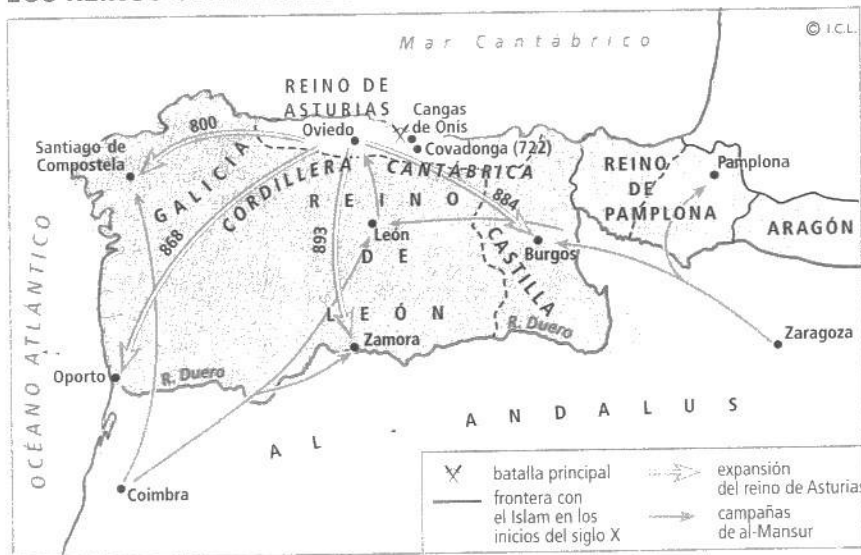 Mar Cantábrico
© I.C.L.
REINO DE
ASTURIAS
Cangas
de Onis
Oviedo
Covadonga (722)
800
Santiago de
Compostela
GALICIA
CORDILLERA CANTÁBRICA
REINO
DE
PAMPLONA
Pamplona
ARAGÓN
868
893
884
REINO
DE
LEÓN
León
CASTILLA
Burgos
OCÉANO ATLÁNTICO
Zamora
R. Duero
R. Duero
Oporto
Zaragoza
AL - ANDALUS
Coimbra
batalla principal
frontera con
el Islam en los
inicios del siglo X
expansión
del reino de Asturias
campañas
de al-Mansur